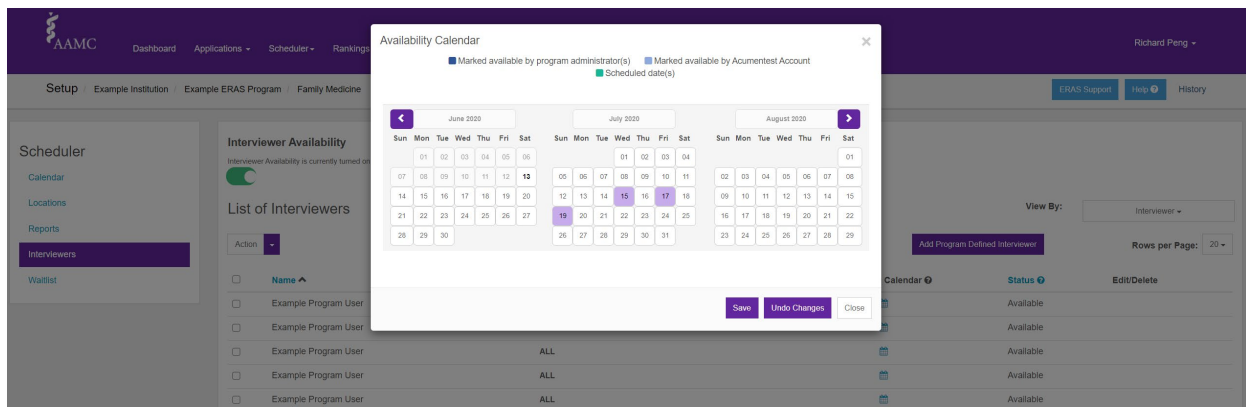 AAMC
Dashboard Applications Scheduler Rankings
Richard Peng
Setup / Example Institution / Example ERAS Program / Family Medicine
ERAS Support Help History
Availability Calendar ×
Marked available by program administrator(s) Marked available by Acumentest Account
Scheduled date(s)
June 2020 July 2020 August 2020
Sun Mon Tue Wed Thu Fri Sat Sun Mon Tue Wed Thu Fri Sat Sun Mon Tue Wed Thu Fri Sat
01 02 03 04 05 06 01 02 03 04 01
07 08 09 10 11 12 13 05 06 07 08 09 10 11 02 03 04 05 06 07 08
14 15 16 17 18 19 20 12 13 14 15 16 17 18 09 10 11 12 13 14 15
21 22 23 24 25 26 27 19 20 21 22 23 24 25 16 17 18 19 20 21 22
28 29 30 26 27 28 29 30 31 23 24 25 26 27 28 29
Save Undo Changes Close
Scheduler
Calendar
Locations
Reports
Interviewers
Waitlist
Interviewer Availability
Interviewer Availability is currently turned on
List of Interviewers
View By: Interviewer
Action
Add Program Defined Interviewer
Rows per Page: 20
Name Calendar Status Edit/Delete
Example Program User Available
Example Program User Available
Example Program User ALL Available
Example Program User ALL Available
Example Program User ALL Available